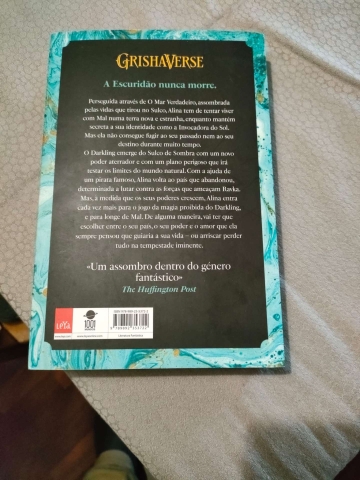 GRISHAVERSE
A Escuridão nunca morre.
Perseguida através de O Mar Verdadeiro, assombrada
pelas vidas que tirou no Sulco, Alina tem de tentar viver
com Mal numa terra nova e estranha, enquanto mantém
secreta a sua identidade como a Invocadora do Sol.
Mas ela não consegue fugir ao seu passado nem ao seu
destino durante muito tempo.
O Darkling emerge do Sulco de Sombra com um novo
poder aterrador e com um plano perigoso que irá
testar os limites do mundo natural. Com a ajuda
de um pirata famoso, Alina volta ao país que abandonou,
determinada a lutar contra as forças que ameaçam Ravka.
Mas, à medida que os seus poderes crescem, Alina entra
cada vez mais para o jogo da magia proibida do Darkling,
e para longe de Mal. De alguma maneira, vai ter que
escolher entre o seu país, o seu poder e o amor que ela
sempre pensou que guiaria a sua vida – ou arriscar perder
tudo na tempestade iminente.
«Um assombro dentro do género
fantástico»
The Huffington Post
LeYa
1001